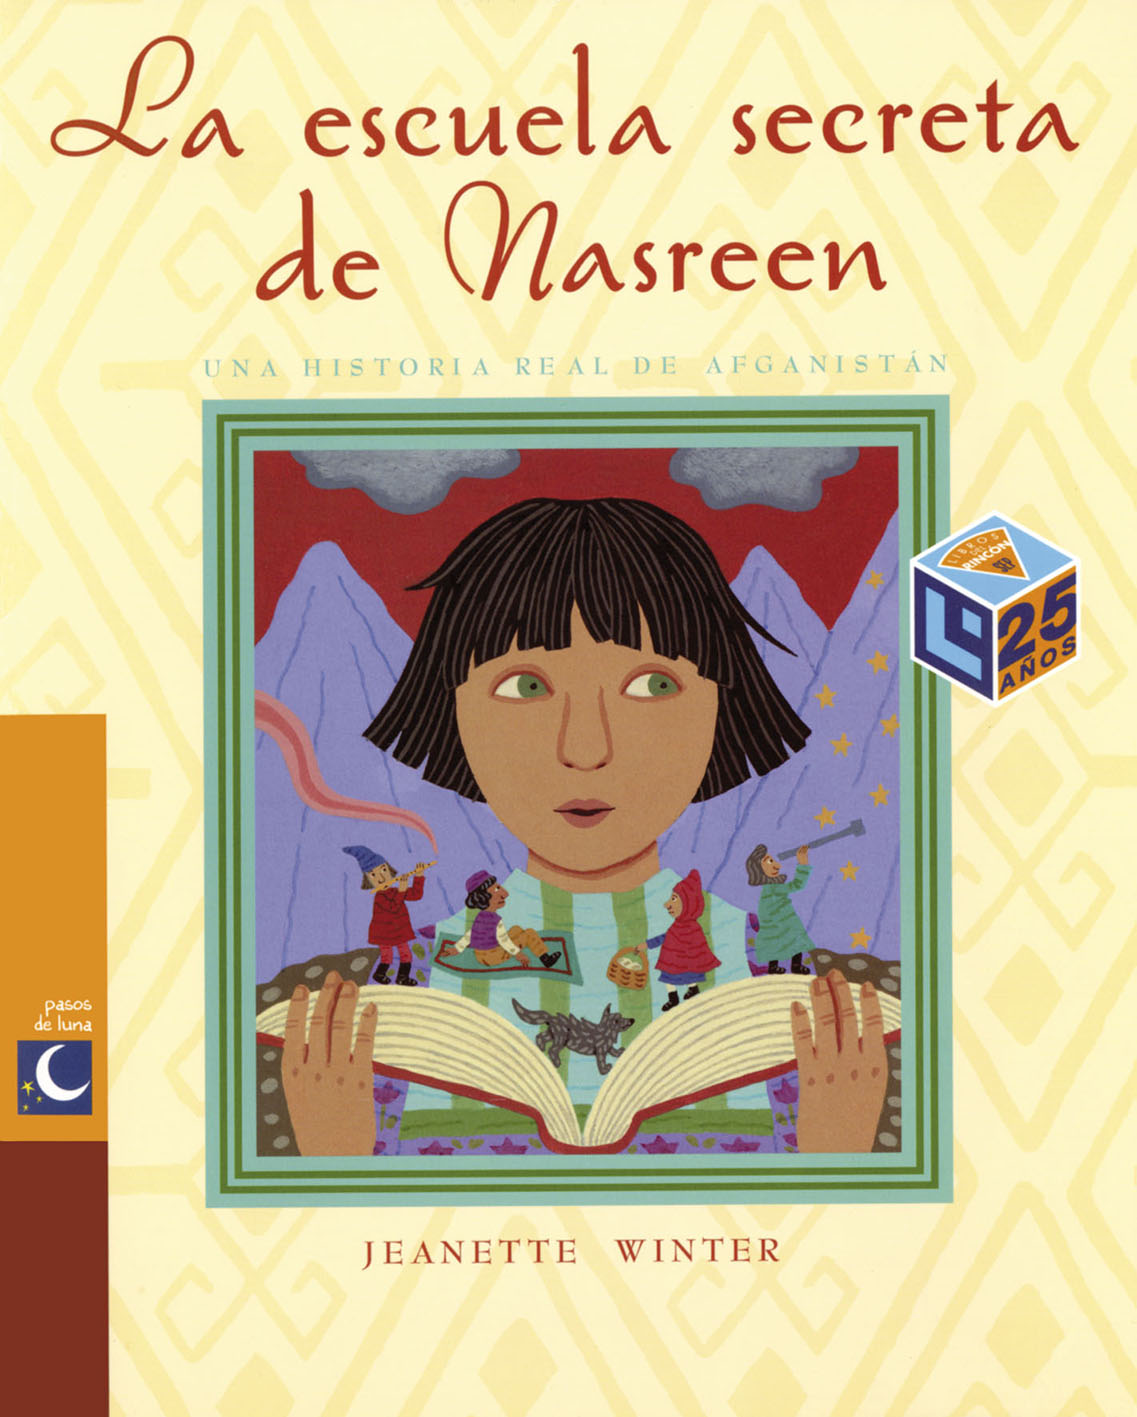 La escuela secreta
de Nasreen
UNA HISTORIA REAL DE AFGANISTÁN
LIBROS
DEL
RINCÓN
SEP
25
AÑOS
pasos
de luna
JEANETTE WINTER